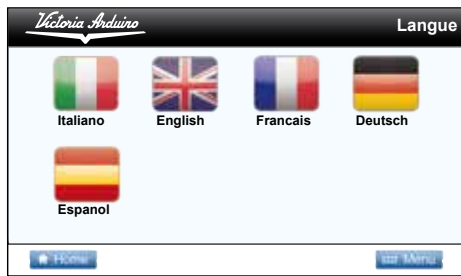 Victoria Arduino
Langue
Italiano English Francais Deutsch
Espanol
Home Menu